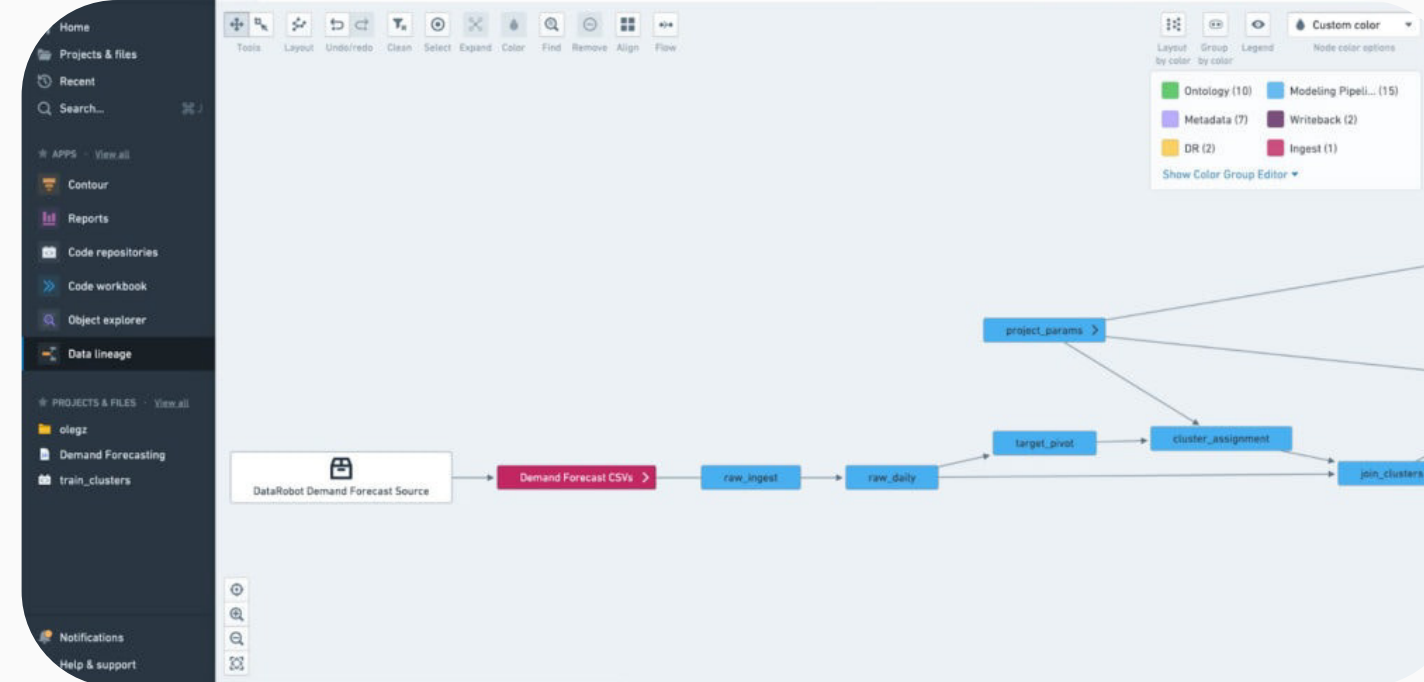 Home
Projects & files
Recent
Search...
APPS · View all
Contour
Reports
Code repositories
Code workbook
Object explorer
Data lineage
PROJECTS & FILES · View all
olegz
Demand Forecasting
train_clusters
Notifications
Help & support
Tools Layout Undo/redo Clean Select Expand Color Find Remove Align Flow
Layout by color Group by color Legend Node color options
Custom color
Ontology (10) Modeling Pipeli... (15)
Metadata (7) Writeback (2)
DR (2) Ingest (1)
Show Color Group Editor
project_params
target_pivot
cluster_assignment
DataRobot Demand Forecast Source
Demand Forecast CSVs
raw_ingest
raw_daily
join_clusters